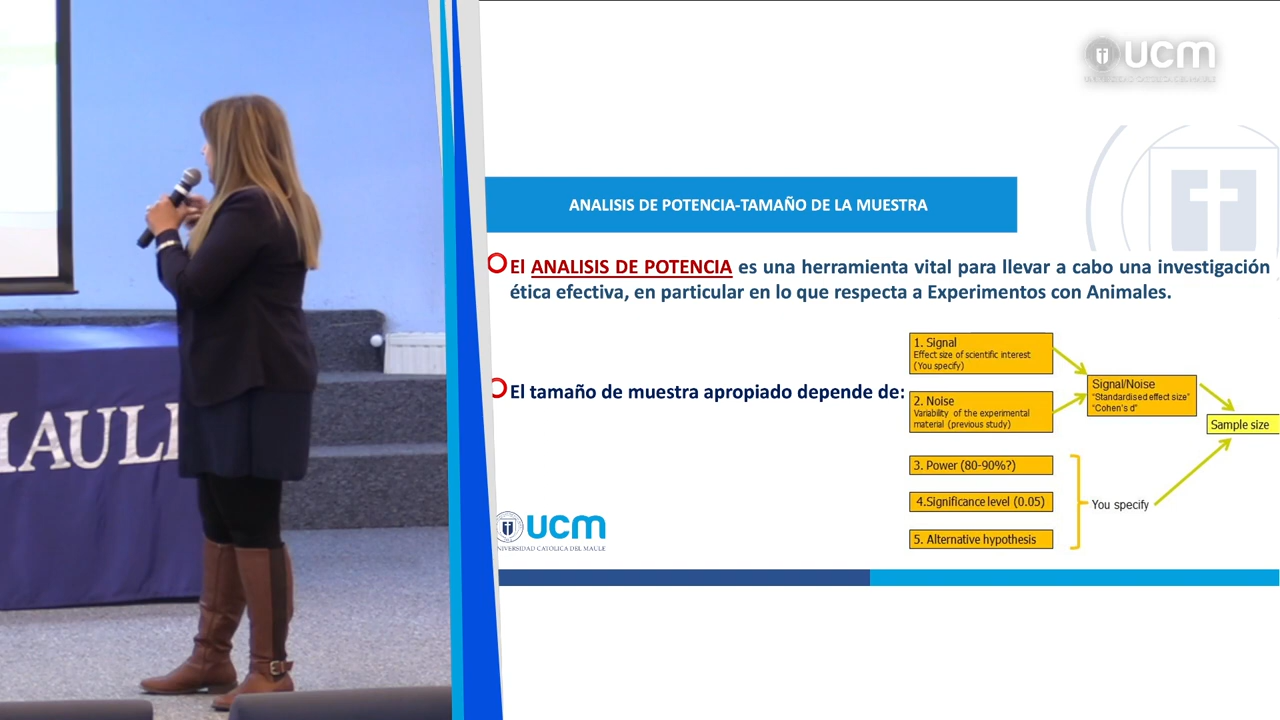 ucm
UNIVERSIDAD CATOLICA DEL MAULE
ANALISIS DE POTENCIA-TAMAÑO DE LA MUESTRA
El ANALISIS DE POTENCIA es una herramienta vital para llevar a cabo una investigación
ética efectiva, en particular en lo que respecta a Experimentos con Animales.
El tamaño de muestra apropiado depende de:
1. Signal
Effect size of scientific interest
(You specify)
2. Noise
Variability of the experimental
material (previous study)
Signal/Noise
"Standardised effect size"
"Cohen's d"
Sample size
3. Power (80-90%?)
4.Significance level (0.05)
5. Alternative hypothesis
You specify
ucm
UNIVERSIDAD CATOLICA DEL MAULE
MAULE